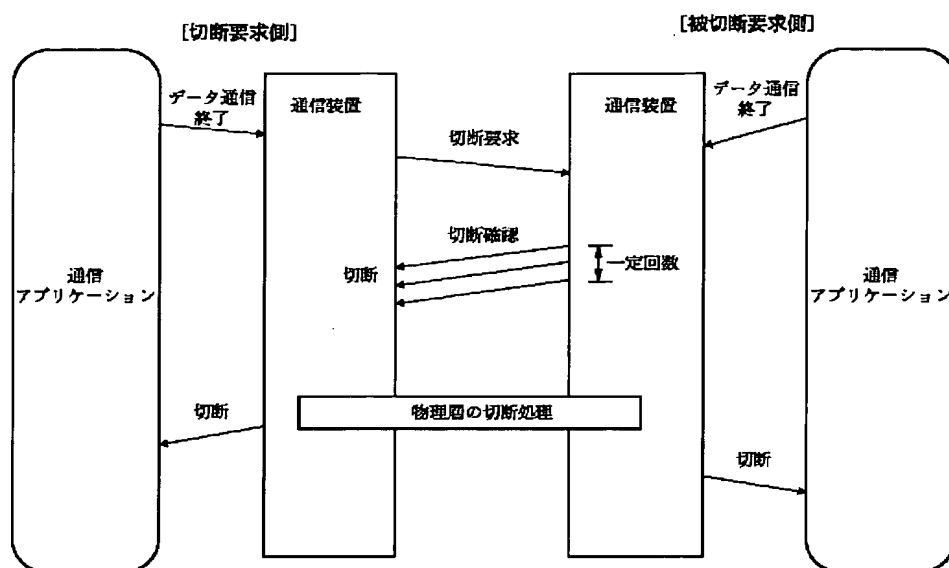 [切断要求側]
[被切断要求側]
データ通信
終了
通信装置
通信装置
データ通信
終了
切断要求
切断確認
切断
一定回数
通信
アプリケーション
通信
アプリケーション
物理層の切断処理
切断
切断